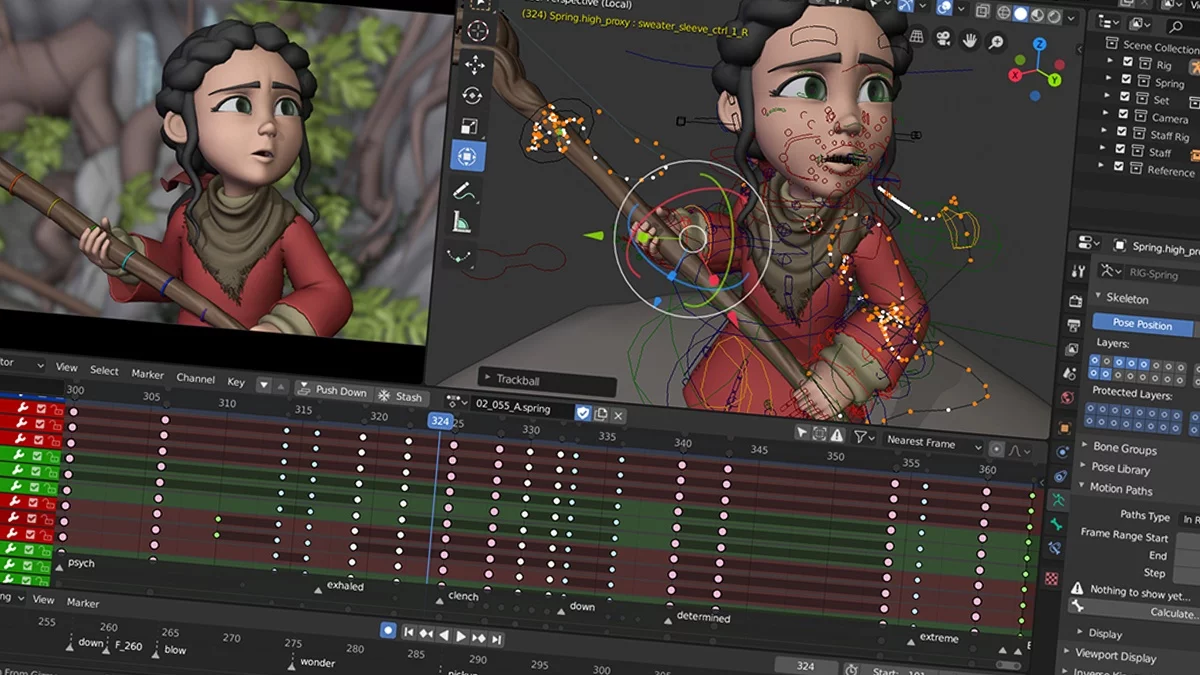 Perspective (Local)
(324) Spring.high_proxy : sweater_sleeve_ctrl_1_R
Z
X
Y
Scene Collection
Rig
Spring
Set
Camera
Staff Rig
Staff
Reference
Trackball
Spring.high_pro
RIG-Spring
Skeleton
Pose Position
Layers:
Protected Layers:
Bone Groups
Pose Library
Motion Paths
Paths Type
In R
Frame Range Start
End
Step
Nothing to show yet...
Calculate..
Display
Viewport Display
View Select Marker Channel Key Push Down Stash 02_055_A.spring Nearest Frame
300 305 310 315 320 324 25 330 335 340 345 350 355 360
psych
exhaled
clench
down
determined
extreme
View Marker
255 260 265 270 275 280 285 290 295 300
down F_260 blow
wonder
324 Start: 101